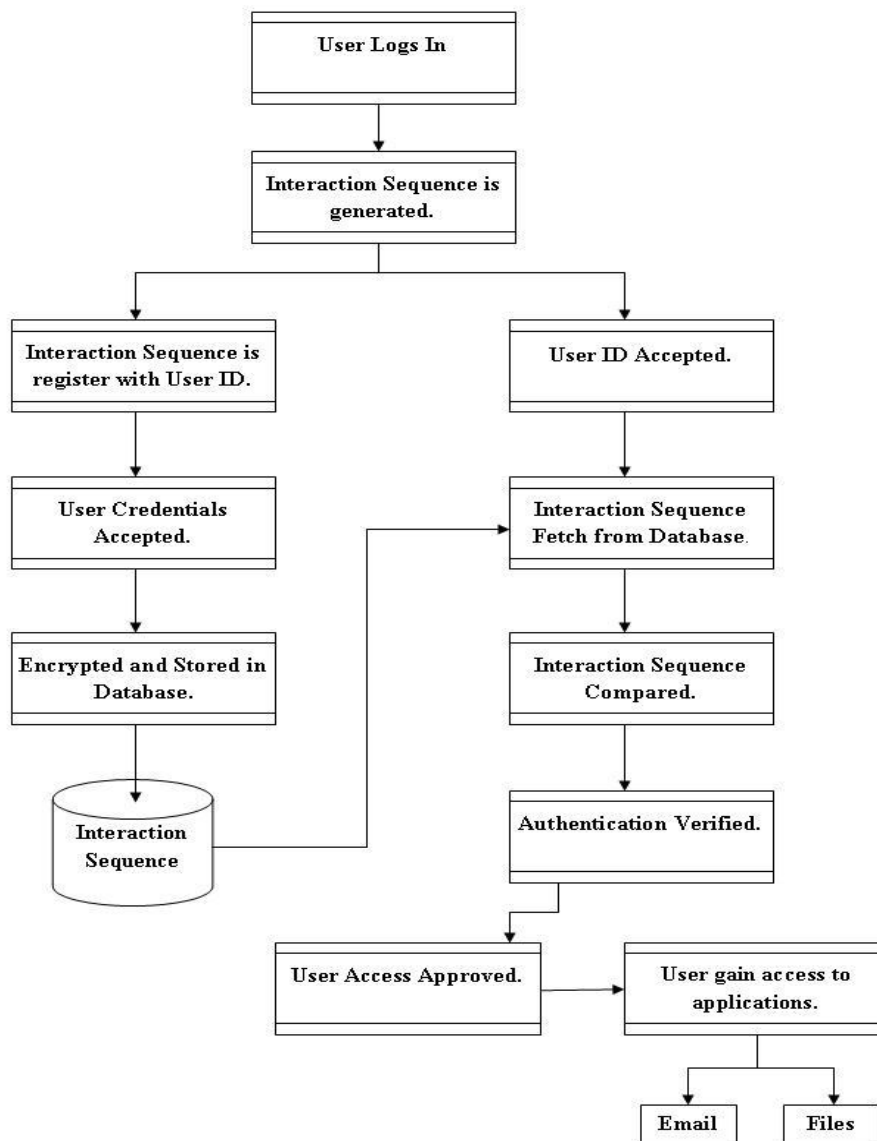 User Logs In
Interaction Sequence is
generated.
Interaction Sequence is
register with User ID.
User ID Accepted.
User Credentials
Accepted.
Interaction Sequence
Fetch from Database.
Encrypted and Stored in
Database.
Interaction Sequence
Compared.
Interaction
Sequence
Authentication Verified.
User Access Approved.
User gain access to
applications.
Email
Files